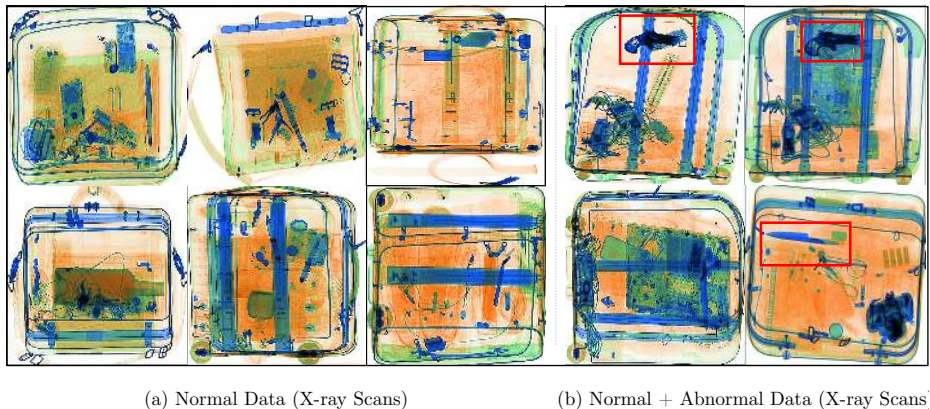 (a) Normal Data (X-ray Scans)
(b) Normal + Abnormal Data (X-ray Scans)